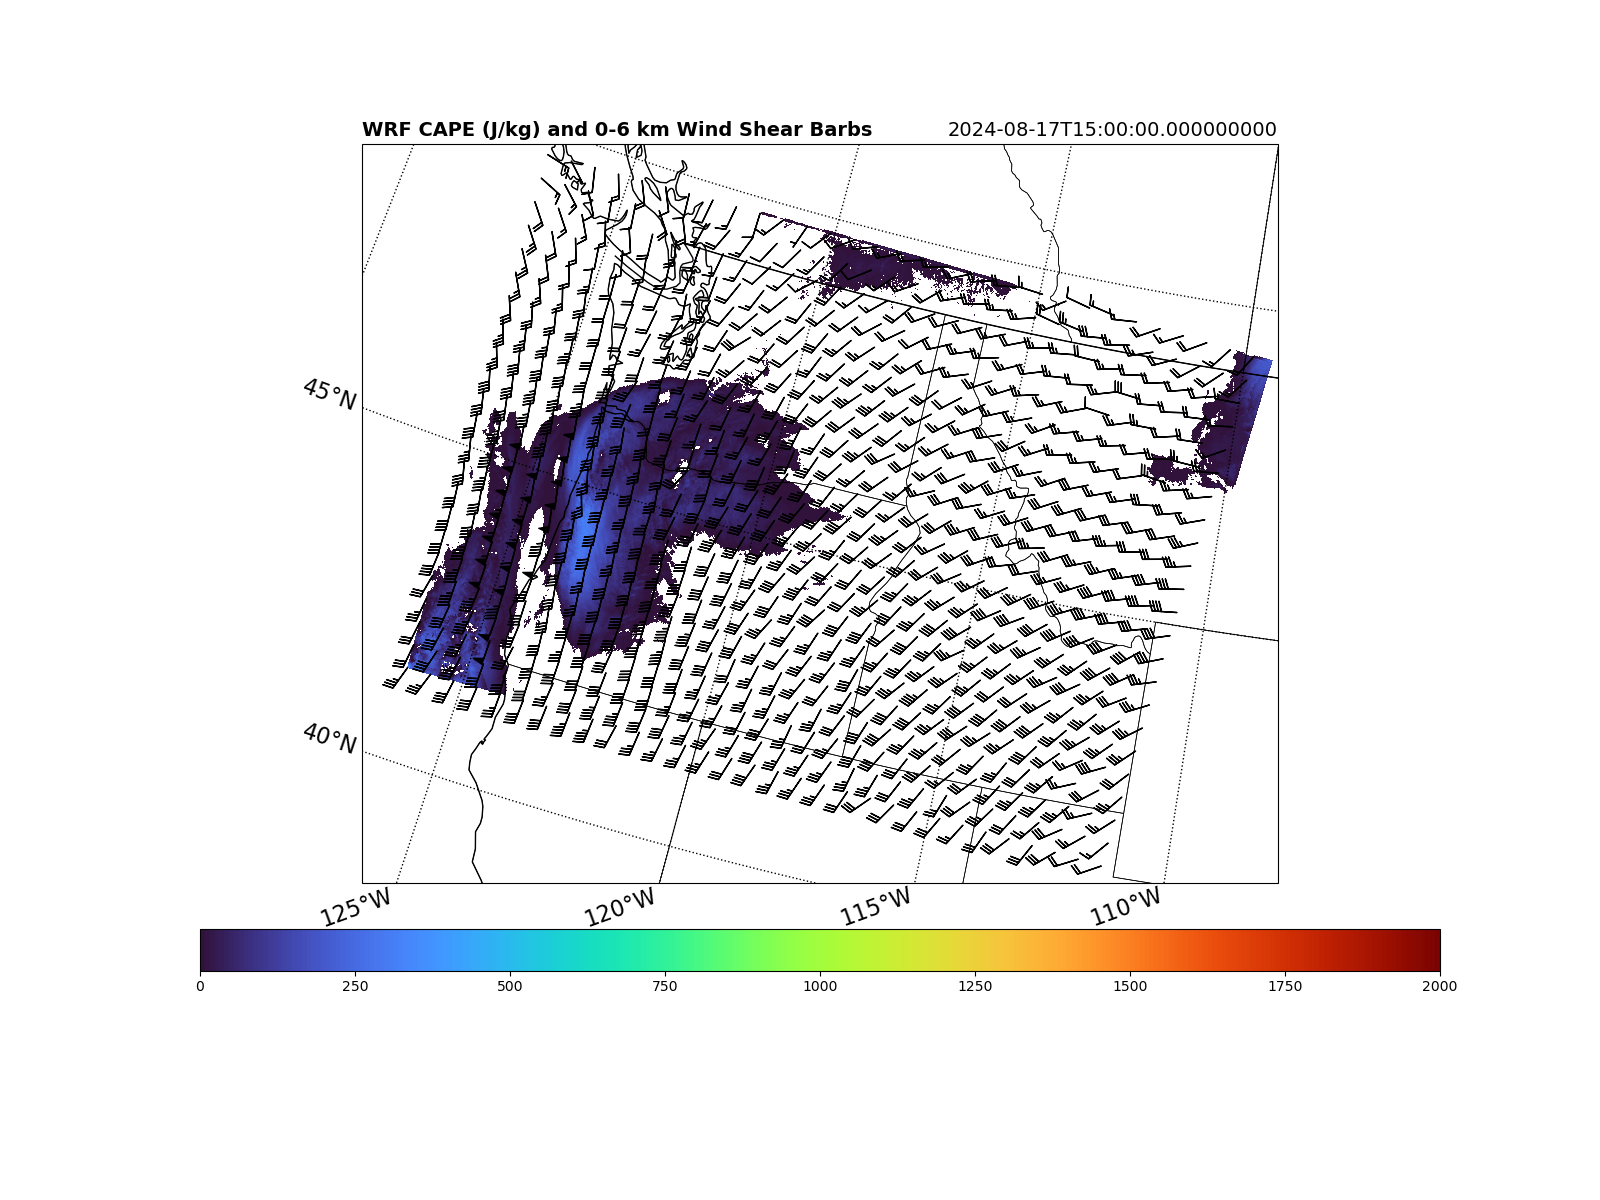 WRF CAPE (J/kg) and 0-6 km Wind Shear Barbs 2024-08-17T15:00:00.000000000
45°N
40°N
125°W 120°W 115°W 110°W
0 250 500 750 1000 1250 1500 1750 2000